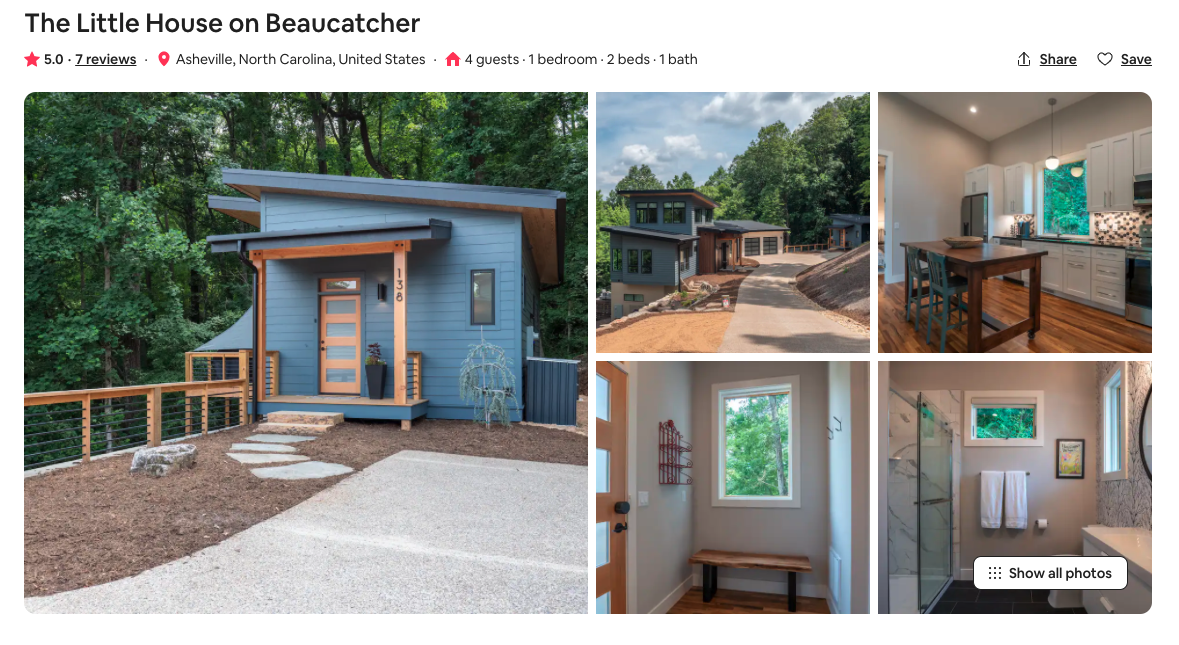 The Little House on Beaucatcher
5.0 · 7 reviews · Asheville, North Carolina, United States · 4 guests · 1 bedroom · 2 beds · 1 bath
Share
Save
138
Show all photos